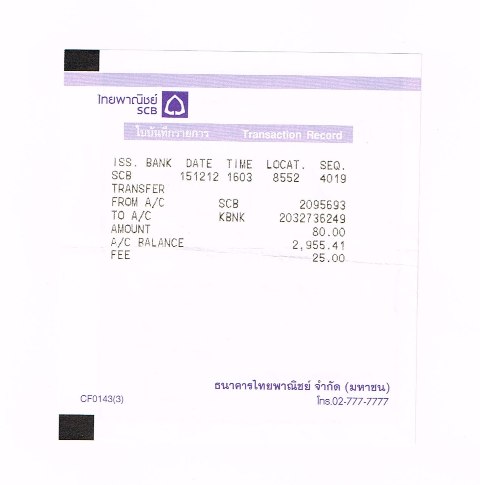 ไทยพาณิชย์
SCB
ใบบันทึกรายการ Transaction Record
ISS. BANK DATE TIME LOCAT. SEQ.
SCB 151212 1603 8552 4019
TRANSFER
FROM A/C SCB 2095693
TO A/C KBNK 2032736249
AMOUNT 80.00
A/C BALANCE 2,955.41
FEE 25.00
ธนาคารไทยพาณิชย์ จำกัด (มหาชน)
CF0143(3) โทร.02-777-7777